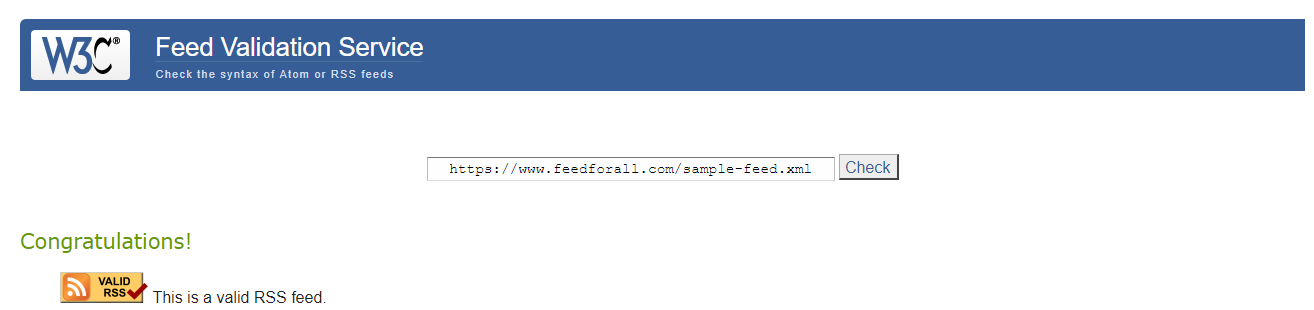 W3C® Feed Validation Service
Check the syntax of Atom or RSS feeds
https://www.feedforall.com/sample-feed.xml Check
Congratulations!
VALID
RSS This is a valid RSS feed.